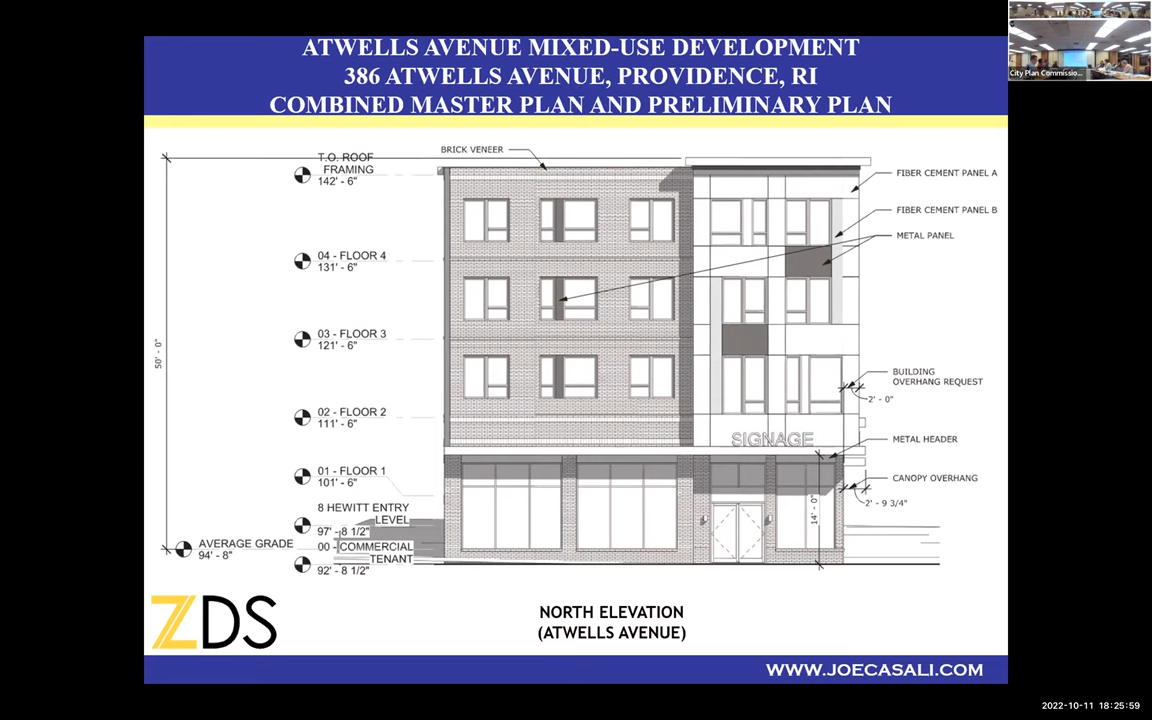 ATWELLS AVENUE MIXED-USE DEVELOPMENT
386 ATWELLS AVENUE, PROVIDENCE, RI
COMBINED MASTER PLAN AND PRELIMINARY PLAN
City Plan Commissio...
BRICK VENEER
T.O. ROOF
FRAMING
142' - 6"
FIBER CEMENT PANEL A
FIBER CEMENT PANEL B
METAL PANEL
04 - FLOOR 4
131' - 6"
03 - FLOOR 3
121' - 6"
50' - 0"
BUILDING
OVERHANG REQUEST
2' - 0"
02 - FLOOR 2
111' - 6"
SIGNAGE
METAL HEADER
01 - FLOOR 1
101' - 6"
CANOPY OVERHANG
2' - 9 3/4"
14' - 0"
8 HEWITT ENTRY
LEVEL
97' - 8 1/2"
AVERAGE GRADE
94' - 8"
00 - COMMERCIAL
TENANT
92' - 8 1/2"
ZDS
NORTH ELEVATION
(ATWELLS AVENUE)
WWW.JOECASALI.COM
2022-10-11 18:25:59